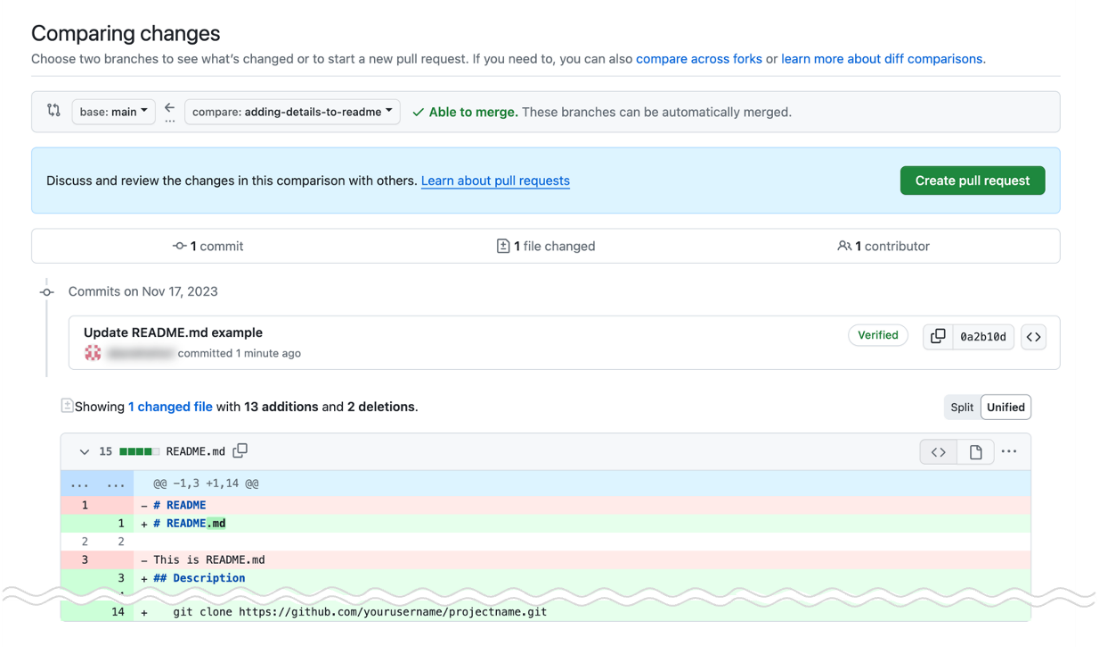 Comparing changes
Choose two branches to see what's changed or to start a new pull request. If you need to, you can also compare across forks or learn more about diff comparisons.
base: main compare: adding-details-to-readme Able to merge. These branches can be automatically merged.
Discuss and review the changes in this comparison with others. Learn about pull requests Create pull request
1 commit 1 file changed 1 contributor
Commits on Nov 17, 2023
Update README.md example Verified 0a2b10d
committed 1 minute ago
Showing 1 changed file with 13 additions and 2 deletions. Split Unified
15 README.md ...
... ... @@ -1,3 +1,14 @@
1 - # README
1 + # README.md
2 2
3 - This is README.md
3 + ## Description
14 + git clone https://github.com/yourusername/projectname.git